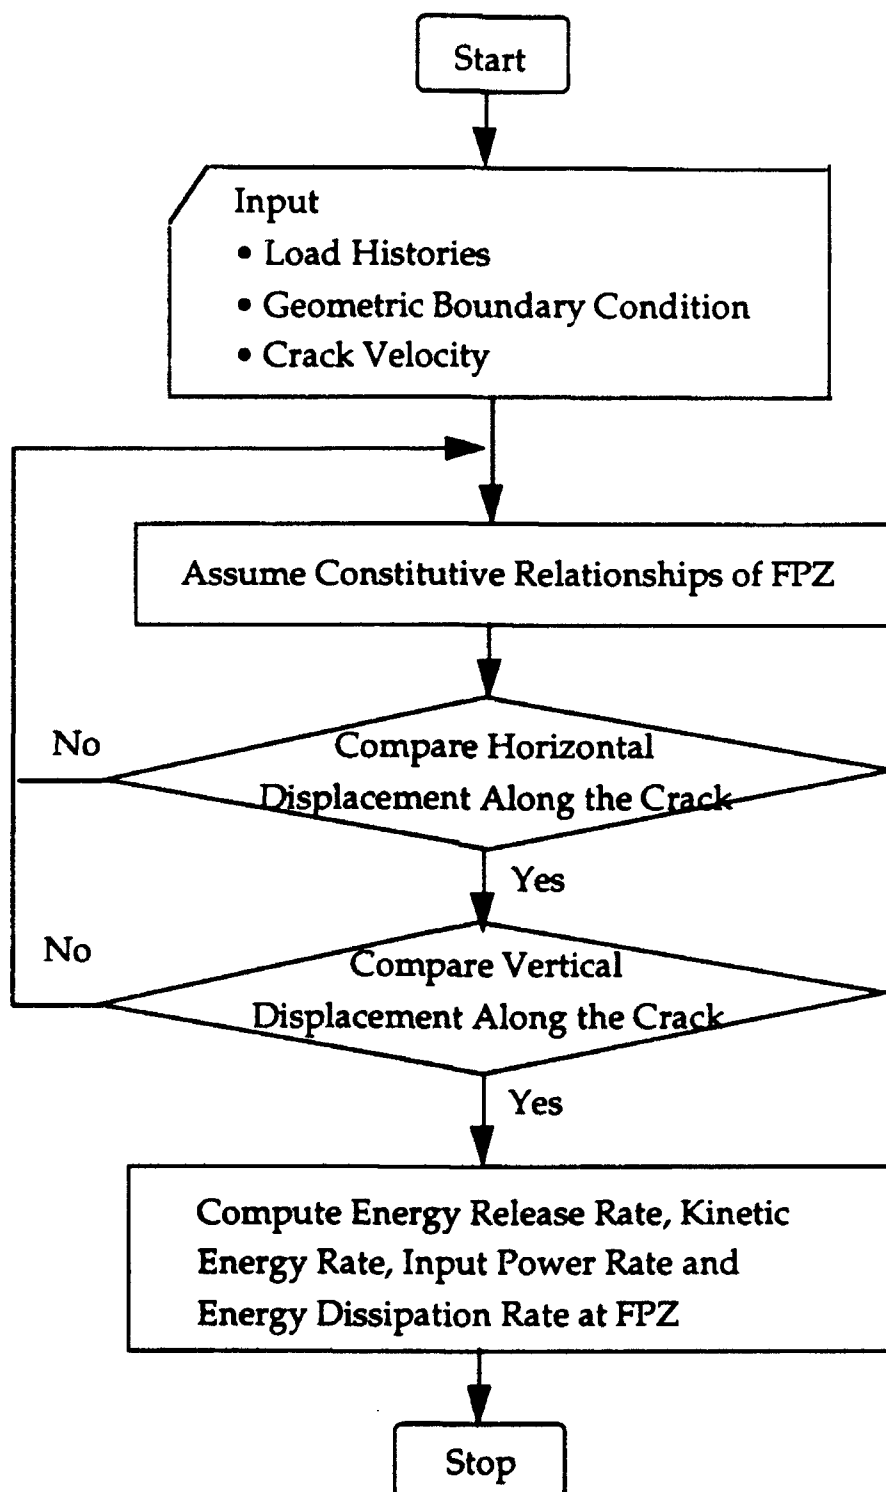 Start
Input
• Load Histories
• Geometric Boundary Condition
• Crack Velocity
Assume Constitutive Relationships of FPZ
No
Compare Horizontal
Displacement Along the Crack
Yes
No
Compare Vertical
Displacement Along the Crack
Yes
Compute Energy Release Rate, Kinetic
Energy Rate, Input Power Rate and
Energy Dissipation Rate at FPZ
Stop